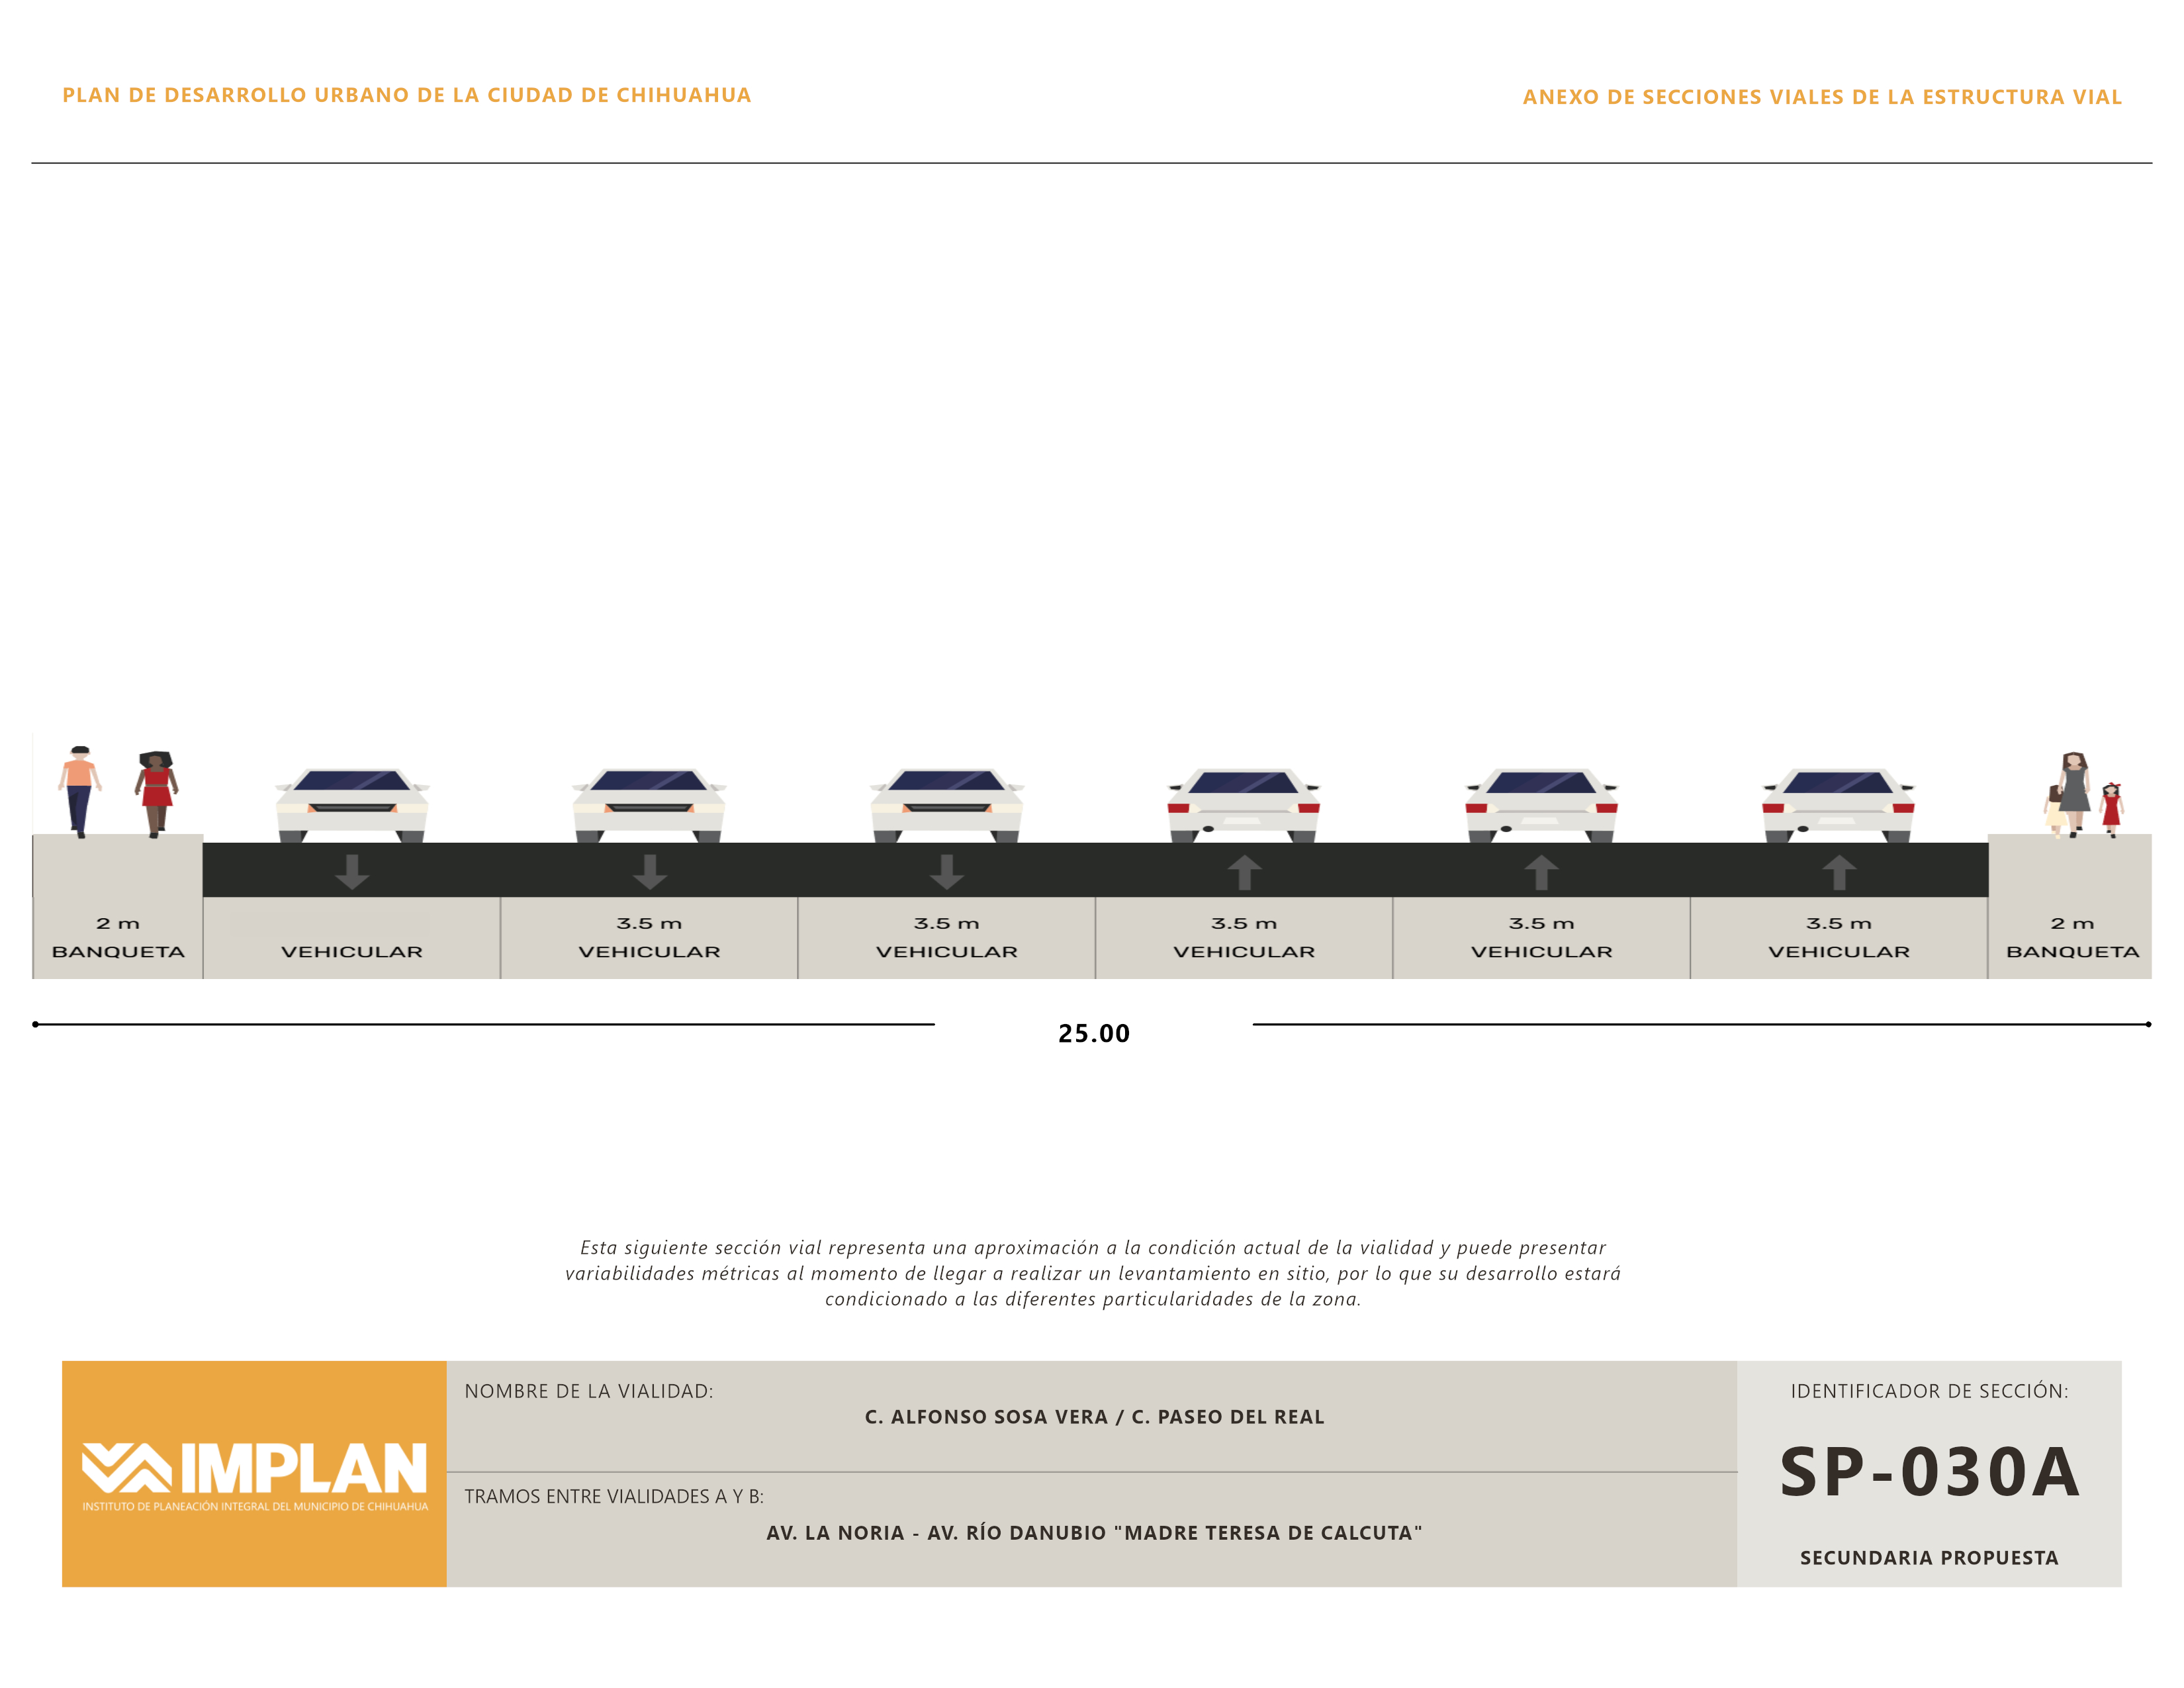 PLAN DE DESARROLLO URBANO DE LA CIUDAD DE CHIHUAHUA
ANEXO DE SECCIONES VIALES DE LA ESTRUCTURA VIAL
2 m
BANQUETA
VEHICULAR
3.5 m
VEHICULAR
3.5 m
VEHICULAR
3.5 m
VEHICULAR
3.5 m
VEHICULAR
3.5 m
VEHICULAR
2 m
BANQUETA
25.00
Esta siguiente sección vial representa una aproximación a la condición actual de la vialidad y puede presentar
variabilidades métricas al momento de llegar a realizar un levantamiento en sitio, por lo que su desarrollo estará
condicionado a las diferentes particularidades de la zona.
IMPLAN
INSTITUTO DE PLANEACIÓN INTEGRAL DEL MUNICIPIO DE CHIHUAHUA
NOMBRE DE LA VIALIDAD:
C. ALFONSO SOSA VERA / C. PASEO DEL REAL
TRAMOS ENTRE VIALIDADES A Y B:
AV. LA NORIA - AV. RÍO DANUBIO "MADRE TERESA DE CALCUTA"
IDENTIFICADOR DE SECCIÓN:
SP-030A
SECUNDARIA PROPUESTA